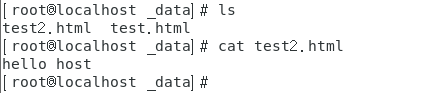 [root@localhost _data]# ls
test2.html  test.html
[root@localhost _data]# cat test2.html
hello host
[root@localhost _data]#